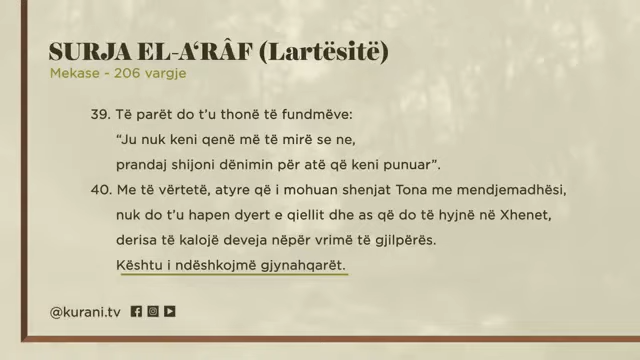 SURJA EL-A‘RÂF (Lartësitë)
Mekase - 206 vargje
39. Të parët do t’u thonë të fundmëve:
“Ju nuk keni qenë më të mirë se ne,
prandaj shijoni dënimin për atë që keni punuar”.
40. Me të vërtetë, atyre që i mohuan shenjat Tona me mendjemadhësi,
nuk do t’u hapen dyert e qiellit dhe as që do të hyjnë në Xhenet,
derisa të kalojë deveja nëpër vrimë të gjilpërës.
Kështu i ndëshkojmë gjynahqarët.
@kurani.tv